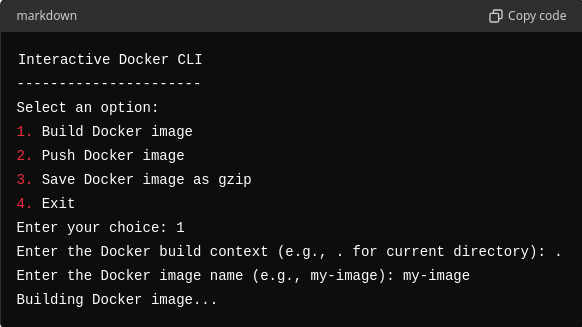 markdown
Copy code
Interactive Docker CLI
----------------------
Select an option:
1. Build Docker image
2. Push Docker image
3. Save Docker image as gzip
4. Exit
Enter your choice: 1
Enter the Docker build context (e.g., . for current directory): .
Enter the Docker image name (e.g., my-image): my-image
Building Docker image...